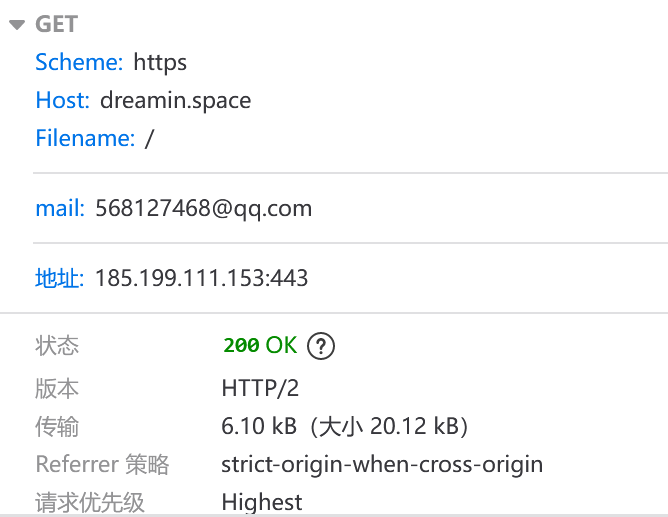 GET
Scheme: https
Host: dreamin.space
Filename: /
mail: 568127468@qq.com
地址: 185.199.111.153:443
状态 200 OK ?
版本 HTTP/2
传输 6.10 kB（大小 20.12 kB）
Referrer 策略 strict-origin-when-cross-origin
请求优先级 Highest